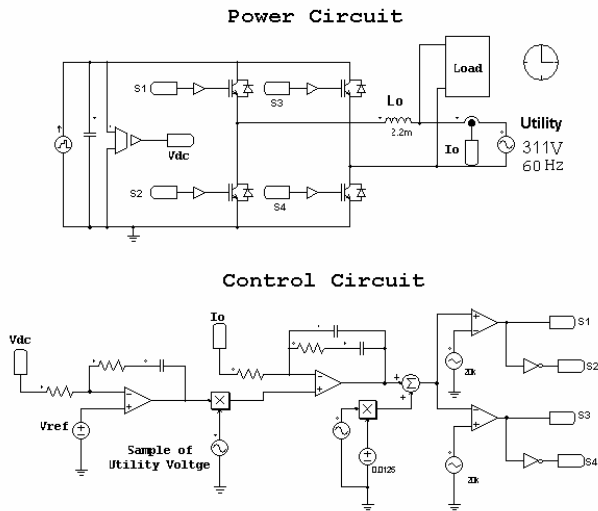 Power Circuit
Load
S1
S3
Lo
2.2m
Utility
311V
60 Hz
Io
Vdc
S2
S4
Control Circuit
Io
Vdc
S1
S2
20k
Vref
Sample of
Utility Voltge
0.0126
S3
S4
20k